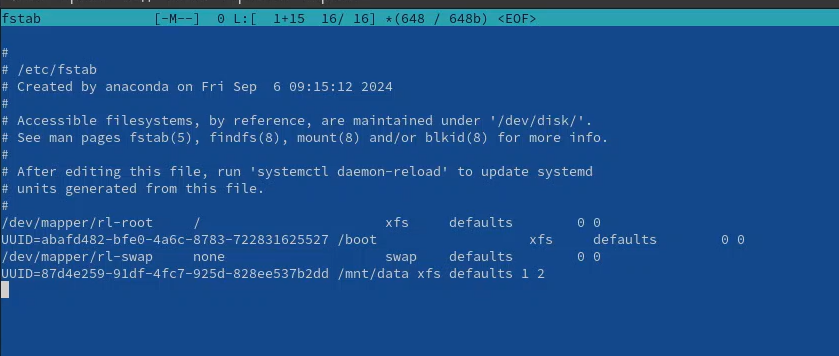 fstab [-M--] 0 L:[ 1+15 16/ 16] *(648 / 648b) <EOF>
#
# /etc/fstab
# Created by anaconda on Fri Sep  6 09:15:12 2024
#
# Accessible filesystems, by reference, are maintained under '/dev/disk/'.
# See man pages fstab(5), findfs(8), mount(8) and/or blkid(8) for more info.
#
# After editing this file, run 'systemctl daemon-reload' to update systemd
# units generated from this file.
#
/dev/mapper/rl-root     /                       xfs     defaults        0 0
UUID=abafd482-bfe0-4a6c-8783-722831625527 /boot                   xfs     defaults        0 0
/dev/mapper/rl-swap     none                    swap    defaults        0 0
UUID=87d4e259-91df-4fc7-925d-828ee537b2dd /mnt/data xfs defaults 1 2